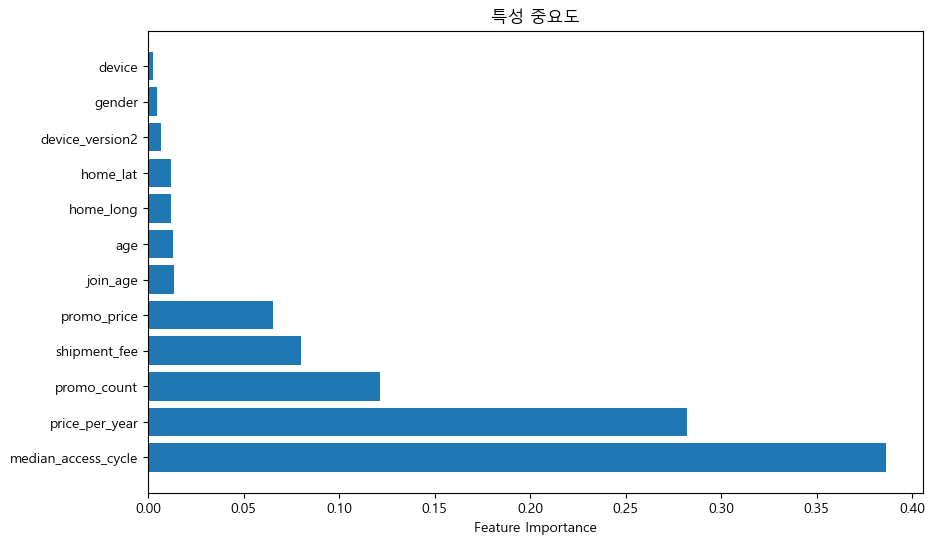 특성 중요도
device
gender
device_version2
home_lat
home_long
age
join_age
promo_price
shipment_fee
promo_count
price_per_year
median_access_cycle
0.00 0.05 0.10 0.15 0.20 0.25 0.30 0.35 0.40
Feature Importance